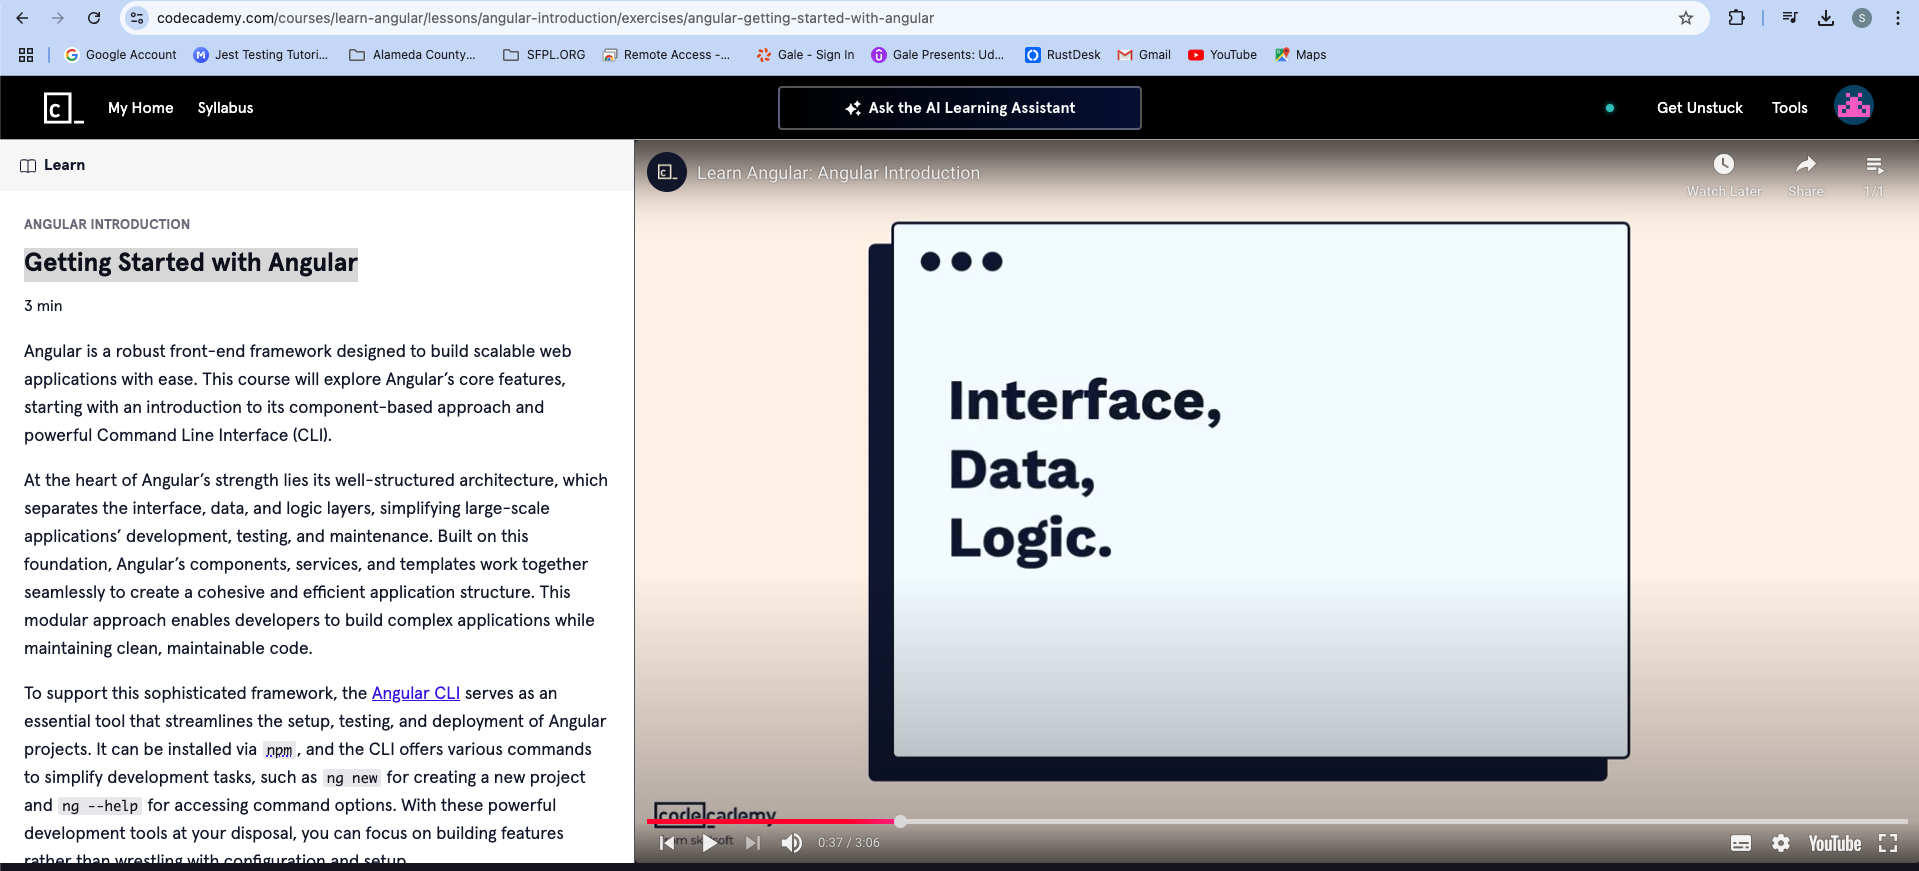 codecademy.com/courses/learn-angular/lessons/angular-introduction/exercises/angular-getting-started-with-angular
S
Google Account
Jest Testing Tutori...
Alameda County...
SFPL.ORG
Remote Access -...
Gale - Sign In
Gale Presents: Ud...
RustDesk
Gmail
YouTube
Maps
My Home
Syllabus
Ask the AI Learning Assistant
Get Unstuck
Tools
Learn
ANGULAR INTRODUCTION
Getting Started with Angular
3 min
Angular is a robust front-end framework designed to build scalable web
applications with ease. This course will explore Angular’s core features,
starting with an introduction to its component-based approach and
powerful Command Line Interface (CLI).
At the heart of Angular’s strength lies its well-structured architecture, which
separates the interface, data, and logic layers, simplifying large-scale
applications’ development, testing, and maintenance. Built on this
foundation, Angular’s components, services, and templates work together
seamlessly to create a cohesive and efficient application structure. This
modular approach enables developers to build complex applications while
maintaining clean, maintainable code.
To support this sophisticated framework, the Angular CLI serves as an
essential tool that streamlines the setup, testing, and deployment of Angular
projects. It can be installed via npm, and the CLI offers various commands
to simplify development tasks, such as ng new for creating a new project
and ng --help for accessing command options. With these powerful
development tools at your disposal, you can focus on building features
rather than wrestling with configuration and setup.
Learn Angular: Angular Introduction
Watch Later
Share
1/1
Interface,
Data,
Logic.
codecademy
0:37 / 3:06
YouTube